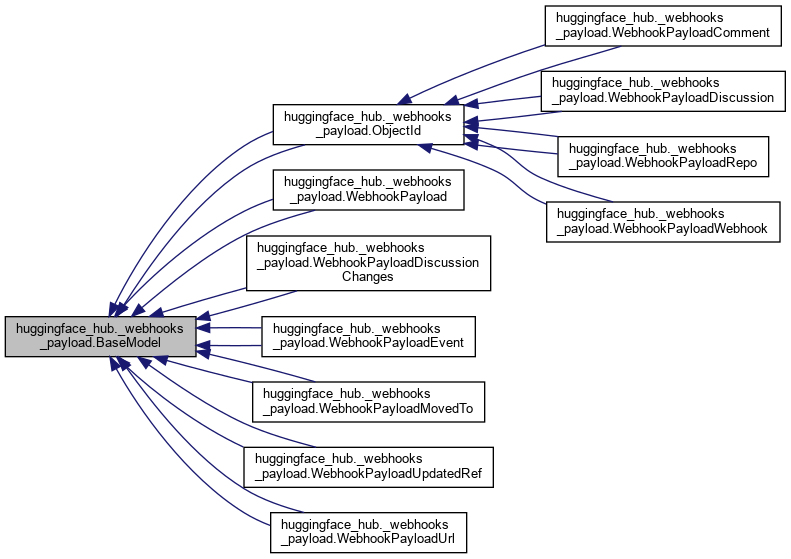 huggingface_hub._webhooks
_payload.WebhookPayloadComment
huggingface_hub._webhooks
_payload.WebhookPayloadDiscussion
huggingface_hub._webhooks
_payload.ObjectId
huggingface_hub._webhooks
_payload.WebhookPayloadRepo
huggingface_hub._webhooks
_payload.WebhookPayload
huggingface_hub._webhooks
_payload.WebhookPayloadWebhook
huggingface_hub._webhooks
_payload.WebhookPayloadDiscussion
Changes
huggingface_hub._webhooks
_payload.BaseModel
huggingface_hub._webhooks
_payload.WebhookPayloadEvent
huggingface_hub._webhooks
_payload.WebhookPayloadMovedTo
huggingface_hub._webhooks
_payload.WebhookPayloadUpdatedRef
huggingface_hub._webhooks
_payload.WebhookPayloadUrl